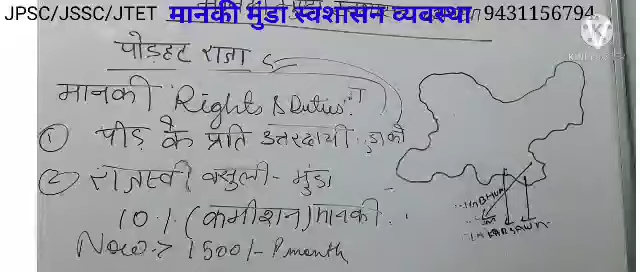 JPSC/JSSC/JTET मानकी मुंडा स्वशासन व्यवस्था 9431156794
पोड़हट राजा
मानकी Rights & Duties:
① पीड़ के प्रति उत्तरदायी
② राजस्व वसुली - मुंडा
10% (कमीशन) मानकी
Now → 1500/- P month